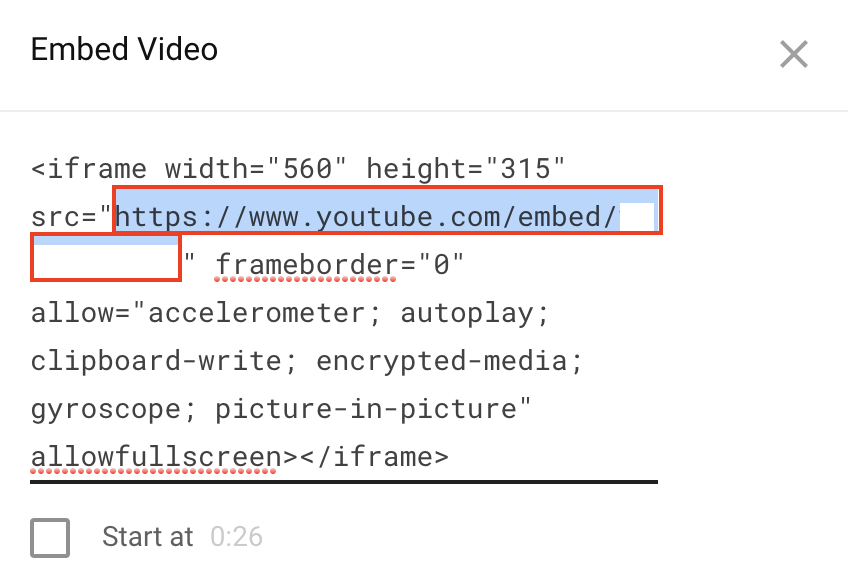 Embed Video
<iframe width="560" height="315"
src="https://www.youtube.com/embed/
" frameborder="0"
allow="accelerometer; autoplay;
clipboard-write; encrypted-media;
gyroscope; picture-in-picture"
allowfullscreen></iframe>
Start at 0:26